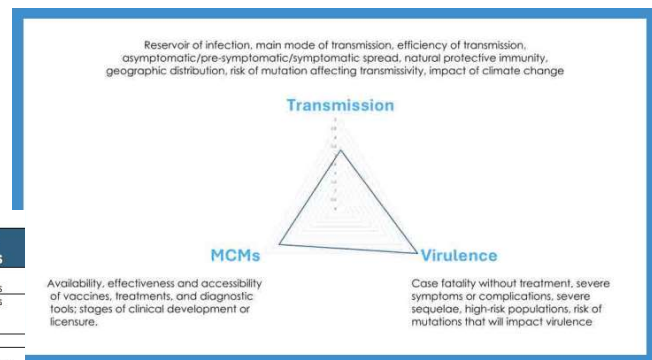 Reservoir of infection, main mode of transmission, efficiency of transmission,
asymptomatic/pre-symptomatic/symptomatic spread, natural protective immunity,
geographic distribution, risk of mutation affecting transmissivity, impact of climate change
Transmission
MCMs
Virulence
Availability, effectiveness and accessibility
of vaccines, treatments, and diagnostic
tools; stages of clinical development or
licensure.
Case fatality without treatment, severe
symptoms or complications, severe
sequelae, high-risk populations, risk of
mutations that will impact virulence